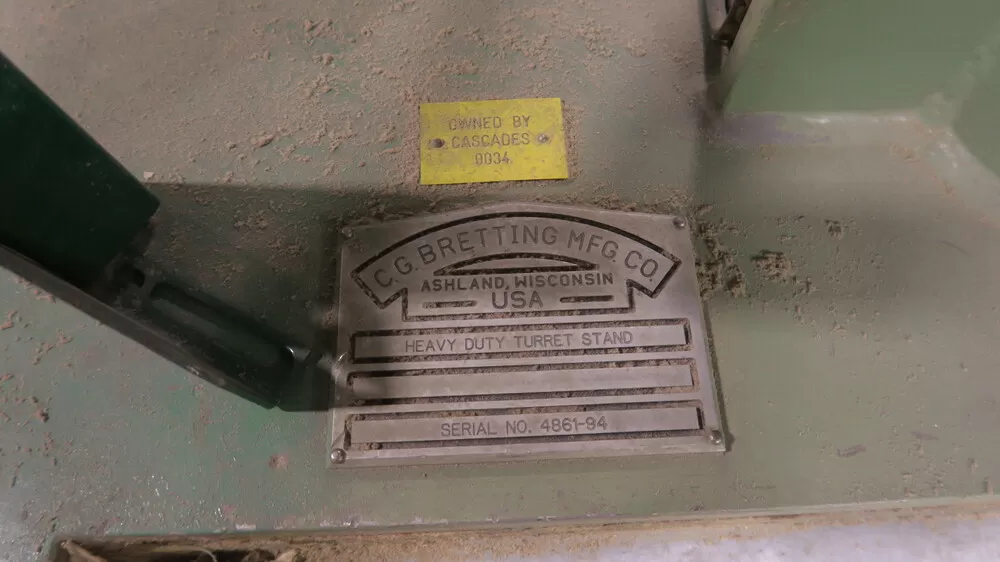 OWNED BY
CASCADES
0034
C.G. BRETTING MFG. CO.
ASHLAND, WISCONSIN
USA
HEAVY DUTY TURRET STAND
SERIAL NO. 4861-94